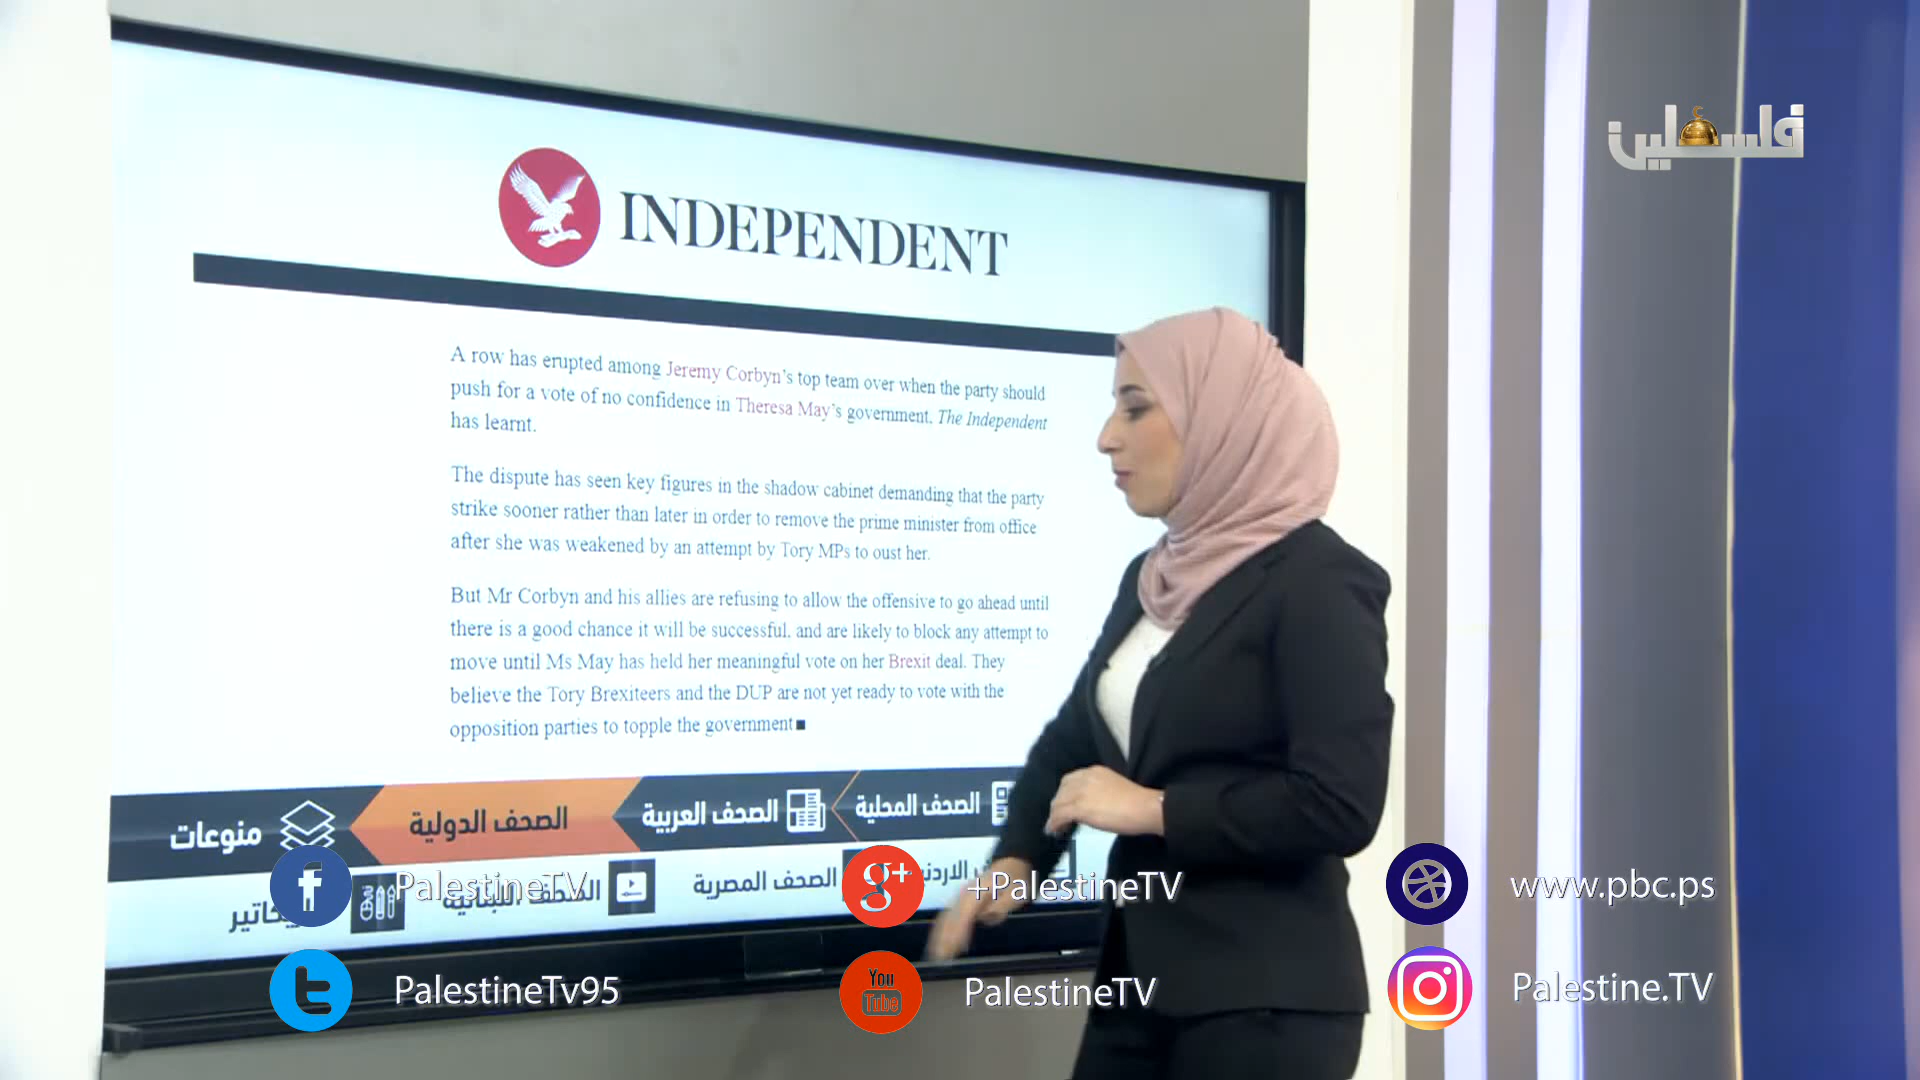 فلسطين
INDEPENDENT
A row has erupted among Jeremy Corbyn's top team over when the party should
push for a vote of no confidence in Theresa May's government, The Independent
has learnt.
The dispute has seen key figures in the shadow cabinet demanding that the party
strike sooner rather than later in order to remove the prime minister from office
after she was weakened by an attempt by Tory MPs to oust her.
But Mr Corbyn and his allies are refusing to allow the offensive to go ahead until
there is a good chance it will be successful, and are likely to block any attempt to
move until Ms May has held her meaningful vote on her Brexit deal. They
believe the Tory Brexiteers and the DUP are not yet ready to vote with the
opposition parties to topple the government
الصحف المحلية
الصحف العربية
الصحف الدولية
منوعات
الصحف المصرية
الصحف اللبنانية
f PalestineTV
g+ +PalestineTV
www.pbc.ps
t PalestineTv95
You Tube PalestineTV
Palestine.TV